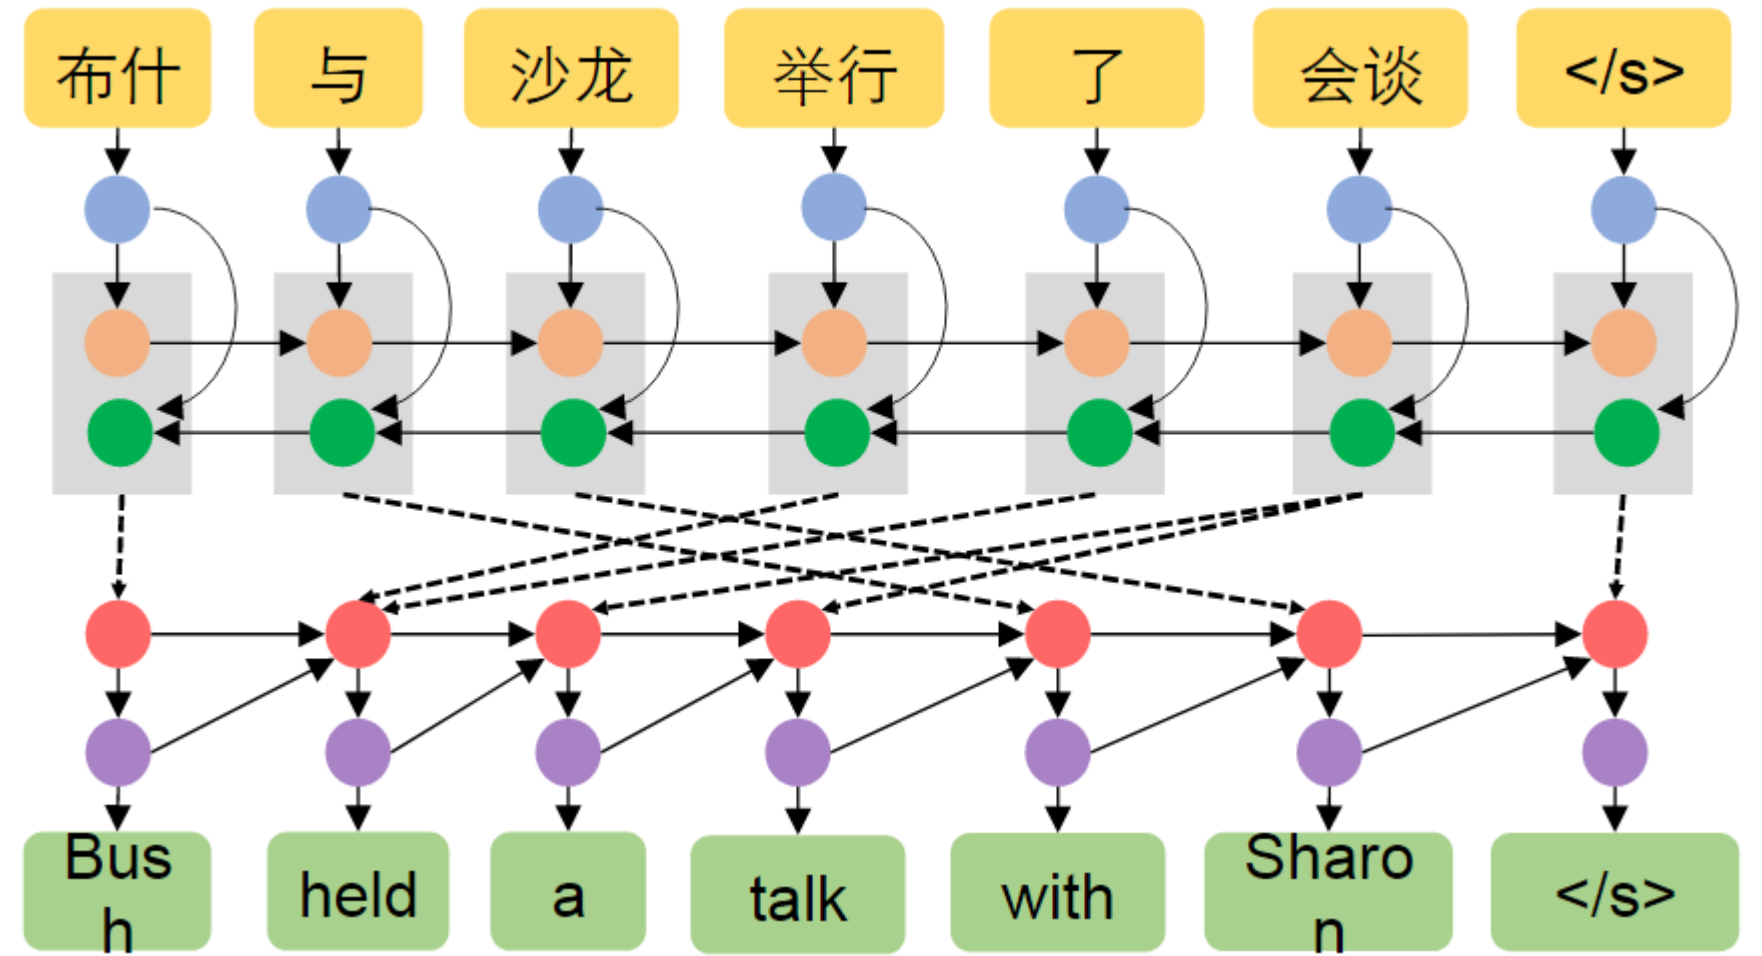 布什 与 沙龙 举行 了 会谈 </s>
Bus
h
held
a
talk
with
Sharo
n
</s>